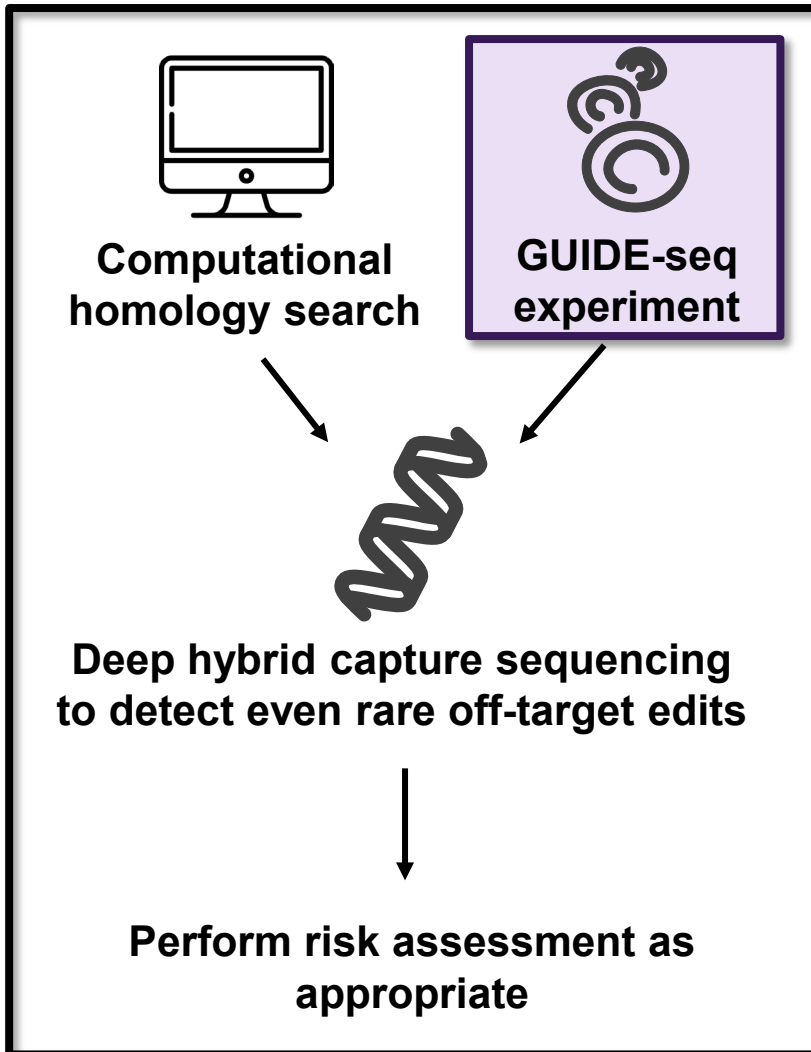 Computational
homology search
GUIDE-seq
experiment
Deep hybrid capture sequencing
to detect even rare off-target edits
Perform risk assessment as
appropriate